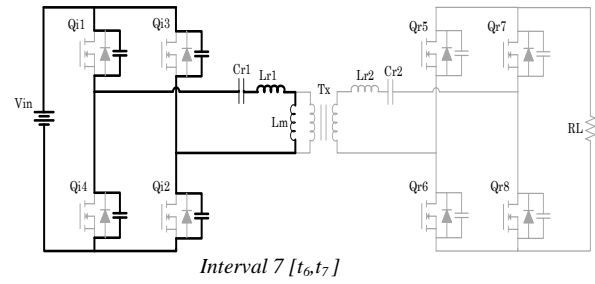 Qi1
Qi3
Qr5
Qr7
Cr1
Lr1
Tx
Lr2
Cr2
Vin
Lm
RL
Qi4
Qi2
Qr6
Qr8
Interval 7 [t6,t7]